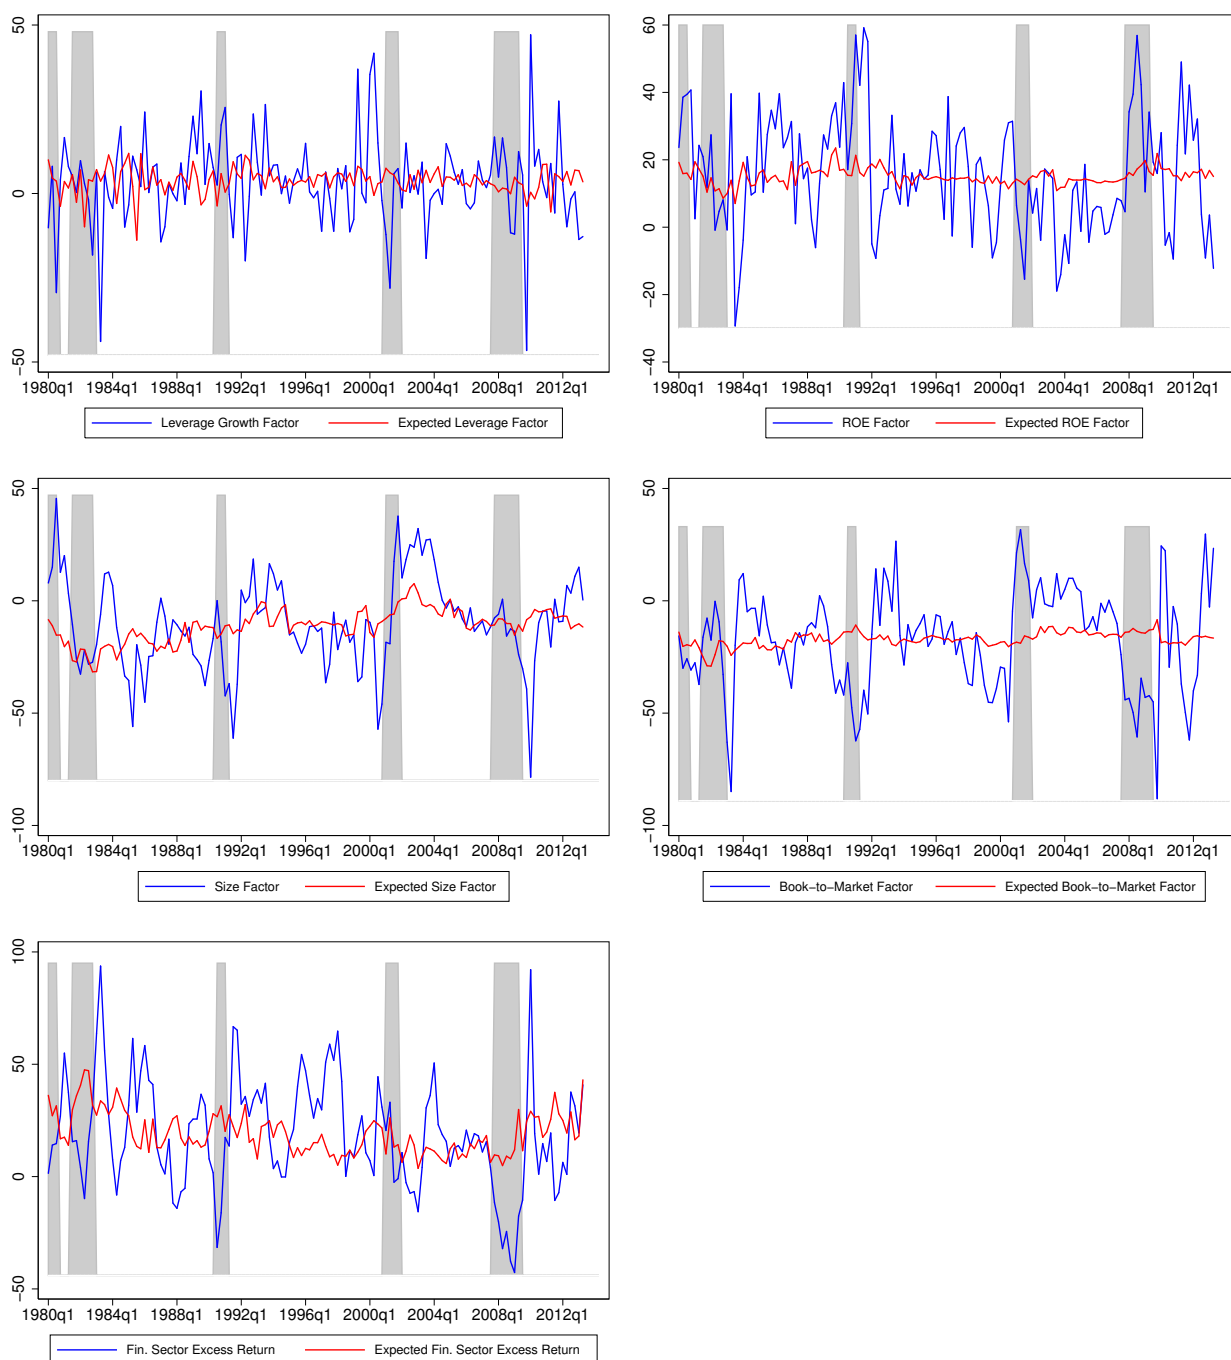 50
0
−50
1980q1 1984q1 1988q1 1992q1 1996q1 2000q1 2004q1 2008q1 2012q1
Leverage Growth Factor Expected Leverage Factor
60
40
20
0
−20
−40
1980q1 1984q1 1988q1 1992q1 1996q1 2000q1 2004q1 2008q1 2012q1
ROE Factor Expected ROE Factor
50
0
−50
−100
1980q1 1984q1 1988q1 1992q1 1996q1 2000q1 2004q1 2008q1 2012q1
Size Factor Expected Size Factor
50
0
−50
−100
1980q1 1984q1 1988q1 1992q1 1996q1 2000q1 2004q1 2008q1 2012q1
Book−to−Market Factor Expected Book−to−Market Factor
100
50
0
−50
1980q1 1984q1 1988q1 1992q1 1996q1 2000q1 2004q1 2008q1 2012q1
Fin. Sector Excess Return Expected Fin. Sector Excess Return